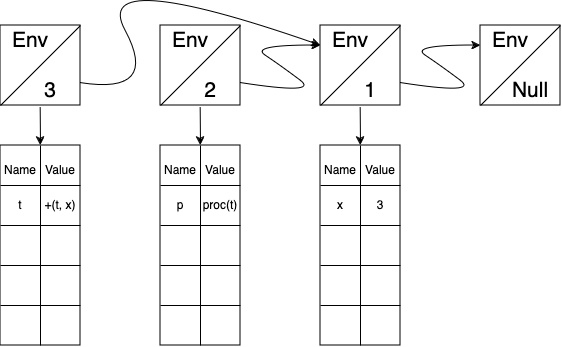 Env Env Env Env
3 2 1 Null
Name Value Name Value Name Value
t +(t, x) p proc(t) x 3